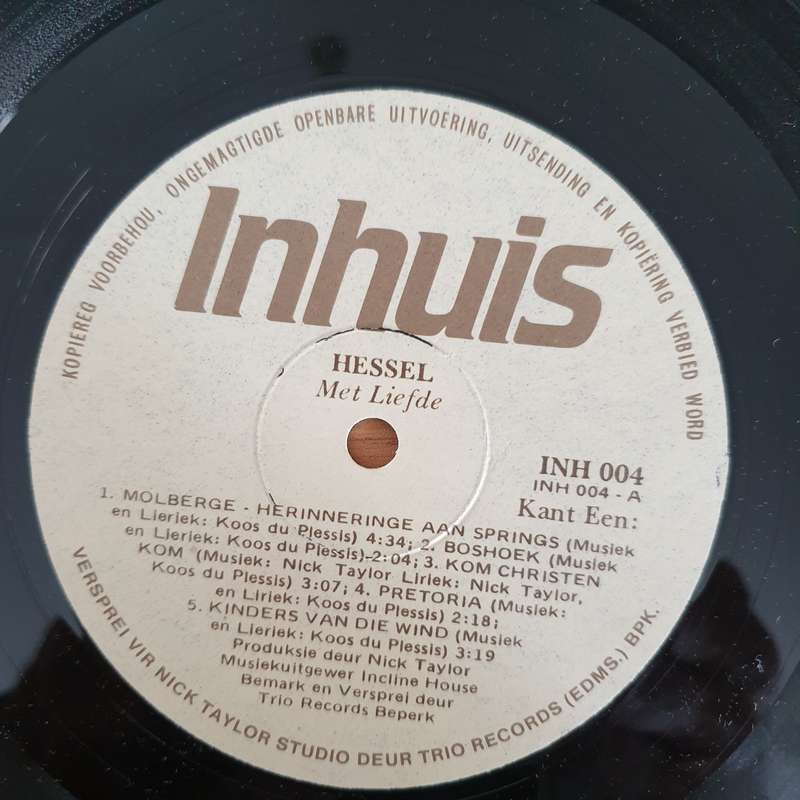 KOPIEREG VOORBEHOU, ONGEMAGTIGDE OPENBARE UITVOERING, UITSENDING EN KOPIËRING VERBIED WORD
Inhuis
HESSEL
Met Liefde
INH 004
INH 004 - A
Kant Een:
1. MOLBERGE - HERINNERINGE AAN SPRINGS (Musiek
en Lieriek: Koos du Plessis) 4:34; 2. BOSHOEK (Musiek
en Lieriek: Koos du Plessis) 2:04; 3. KOM CHRISTEN
KOM (Musiek: Nick Taylor Liriek: Nick Taylor,
Koos du Plessis) 3:07; 4. PRETORIA (Musiek:
en Liriek: Koos du Plessis) 2:18;
5. KINDERS VAN DIE WIND (Musiek
en Lieriek: Koos du Plessis) 3:19
Produksie deur Nick Taylor
Musiekuitgewer Incline House
Bemark en Versprei deur
Trio Records Beperk
VERSPREI VIR NICK TAYLOR STUDIO DEUR TRIO RECORDS (EDMS.) BPK.